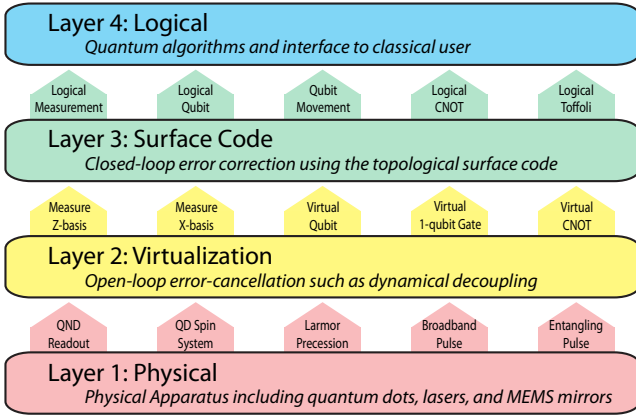 Layer 4: Logical
Quantum algorithms and interface to classical user
Logical Measurement
Logical Qubit
Qubit Movement
Logical CNOT
Logical Toffoli
Layer 3: Surface Code
Closed-loop error correction using the topological surface code
Measure Z-basis
Measure X-basis
Virtual Qubit
Virtual 1-qubit Gate
Virtual CNOT
Layer 2: Virtualization
Open-loop error-cancellation such as dynamical decoupling
QND Readout
QD Spin System
Larmor Precession
Broadband Pulse
Entangling Pulse
Layer 1: Physical
Physical Apparatus including quantum dots, lasers, and MEMS mirrors